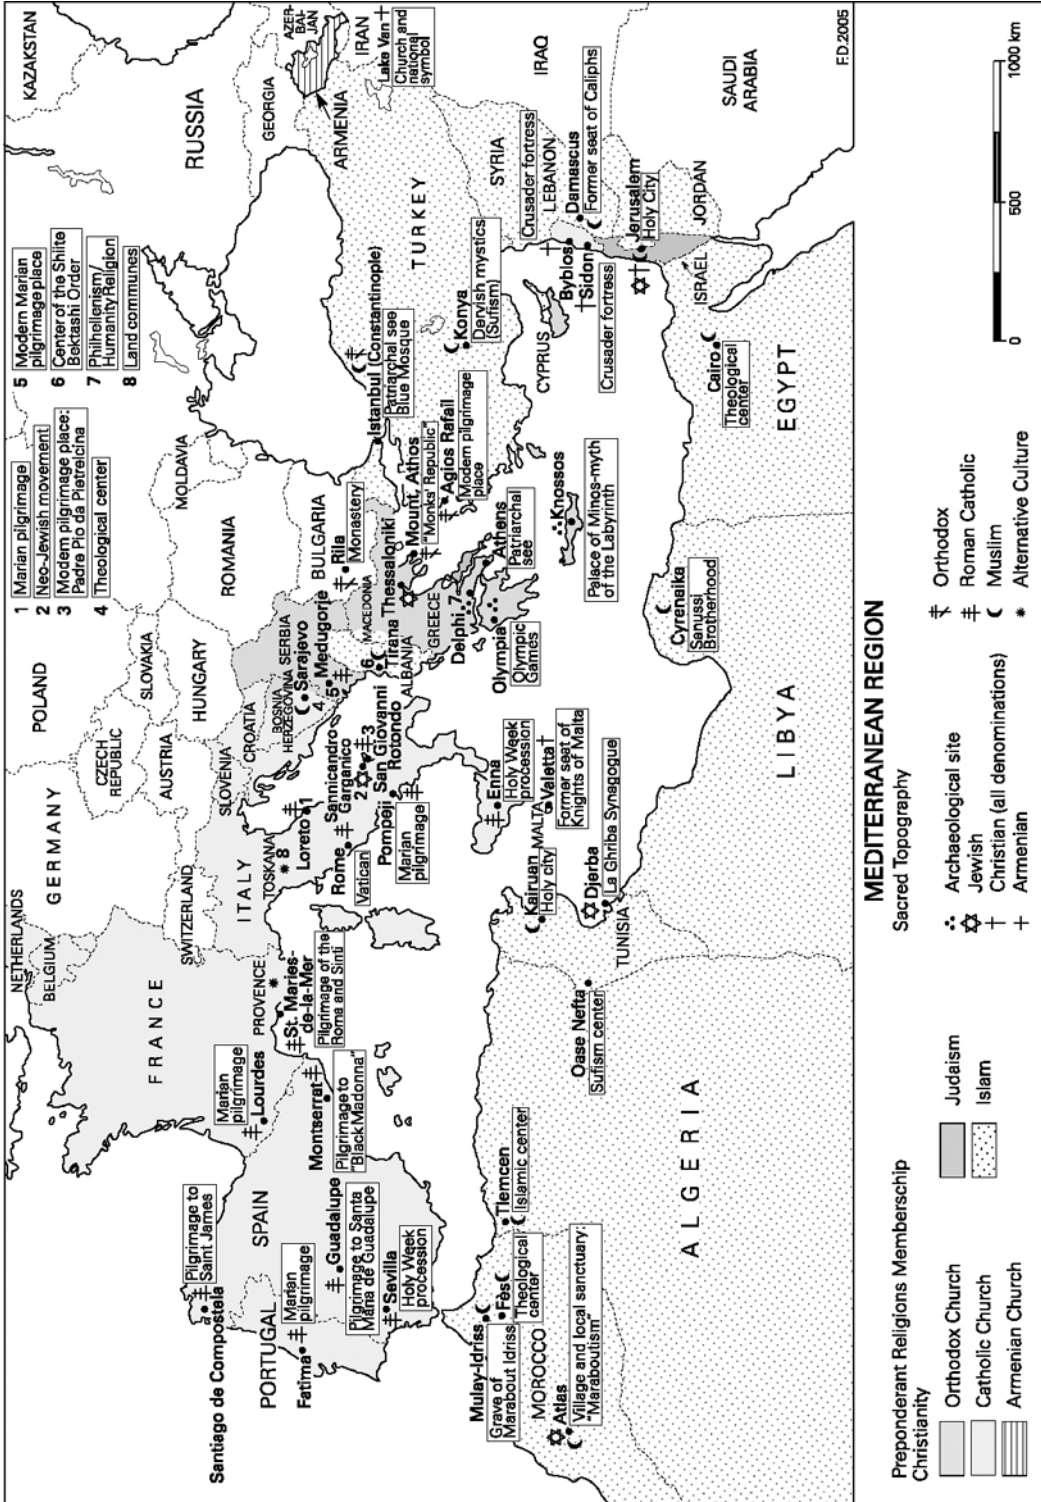 KAZAKSTAN
RUSSIA
GEORGIA
AZER-
BAI-
JAN
ARMENIA
IRAN
Lake Van
Church and
national
symbol
IRAQ
SAUDI
ARABIA
F.D.2005
5 Modern Marian
pilgrimage place
6 Center of the Shiite
Bektashi Order
7 Philhellenism/
Humanity Religion
8 Land communes
1 Marian pilgrimage
2 Neo-Jewish movement
3 Modern pilgrimage place:
Padre Pio da Pietrelcina
4 Theological center
TURKEY
SYRIA
Crusader fortress
LEBANON
Damascus
Former seat of Caliphs
Byblos
Sidon
Crusader fortress
Jerusalem
Holy City
JORDAN
ISRAEL
Istanbul (Constantinople)
Patriarchal see
Blue Mosque
Konya
Dervish mystics
(Sufism)
CYPRUS
Cairo
Theological
center
EGYPT
MOLDAVIA
ROMANIA
BULGARIA
Rila
Monastery
MACEDONIA
Thessaloniki
Mount, Athos
"Monks' Republic"
Agios Rafail
Modern pilgrimage
place
GREECE
Athens
Patriarchal
see
Delphi 7
Olympia
Olympic
Games
Knossos
Palace of Minos-myth
of the Labyrinth
Cyrenaika
Sanussi
Brotherhood
POLAND
SLOVAKIA
HUNGARY
CZECH
REPUBLIC
AUSTRIA
SLOVENIA
CROATIA
BOSNIA
HERZEGOVINA
SERBIA
Sarajevo
4
Medugorje
5
6
Tirana
ALBANIA
GERMANY
NETHERLANDS
BELGIUM
SWITZERLAND
ITALY
TOSKANA
8
Loreto 1
Rome
Vatican
Sannicandro
Garganico
2
3
San Giovani
Rotondo
Pompeji
Marian
pilgrimage
Enna
Holy Week
procession
MALTA
Valetta
Former seat of
Knights of Malta
Kairuan
Holy city
Djerba
La Ghriba Synagogue
TUNISIA
LIBYA
FRANCE
PROVENCE
St. Maries-
de-la-Mer
Pilgrimage of the
Roma and Sinti
Marian
pilgrimage
Lourdes
Montserrat
Pilgrimage to
"Black Madonna"
Oase Nefta
Sufism center
ALGERIA
Pilgrimage to
Saint James
Santiago de Compostela
SPAIN
PORTUGAL
Marian
pilgrimage
Fatima
Guadalupe
Pilgrimage to Santa
Maria de Guadalupe
Sevilla
Holy Week
procession
Tlemcen
Islamic center
Fès
Theological
center
Mulay-Idriss
Grave of
Marabout Idriss
MOROCCO
Atlas
Village and local sanctuary:
"Maraboutism"
0 500 1000 km
MEDITERRANEAN REGION
Sacred Topography
Preponderant Religions Memberschip
Christianity
Orthodox Church
Catholic Church
Armenian Church
Judaism
Islam
Archaeological site
Jewish
Christian (all denominations)
Armenian
Orthodox
Roman Catholic
Muslim
Alternative Culture